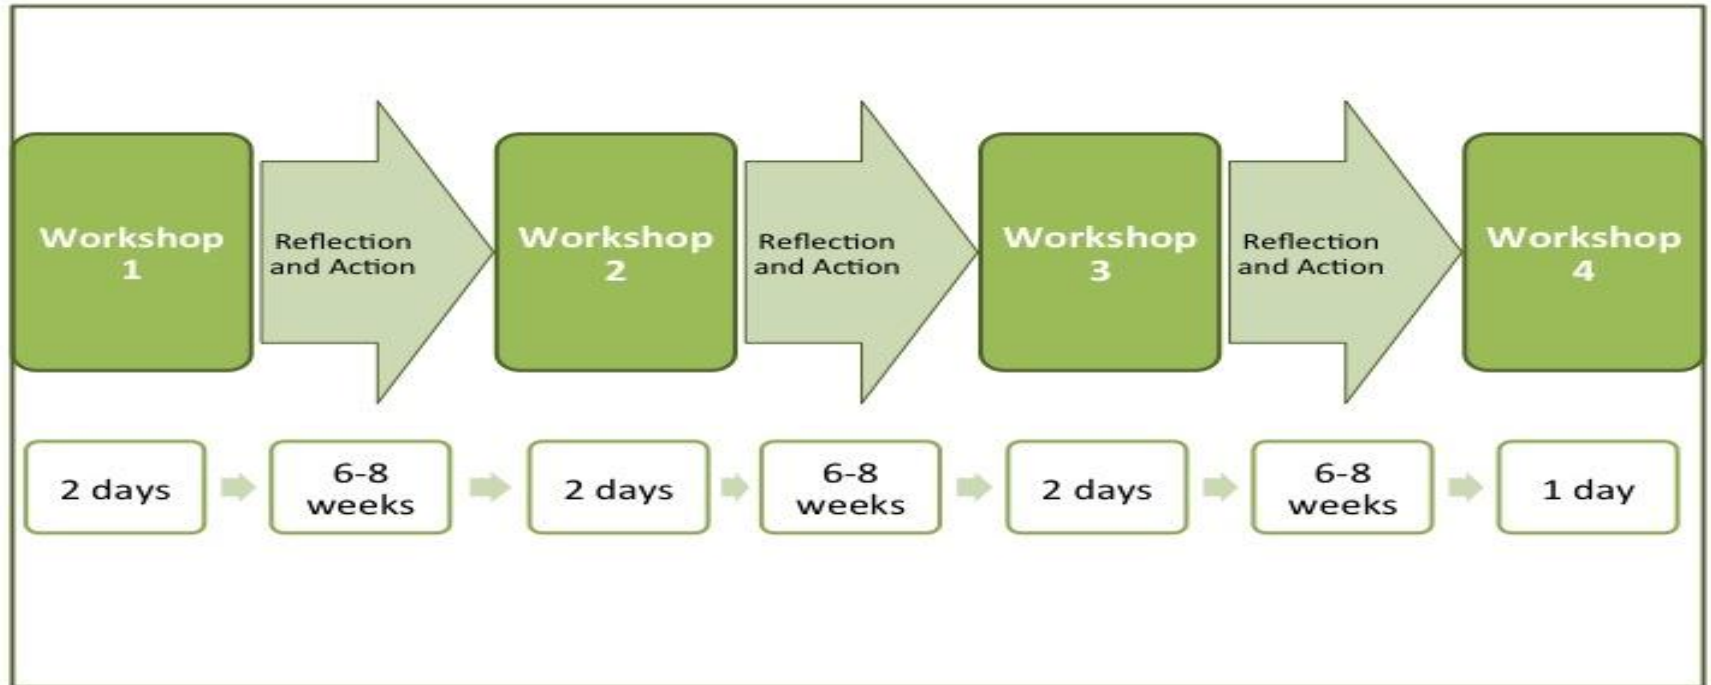 Workshop
1
Reflection
and Action
Workshop
2
Reflection
and Action
Workshop
3
Reflection
and Action
Workshop
4
2 days
6-8
weeks
2 days
6-8
weeks
2 days
6-8
weeks
1 day